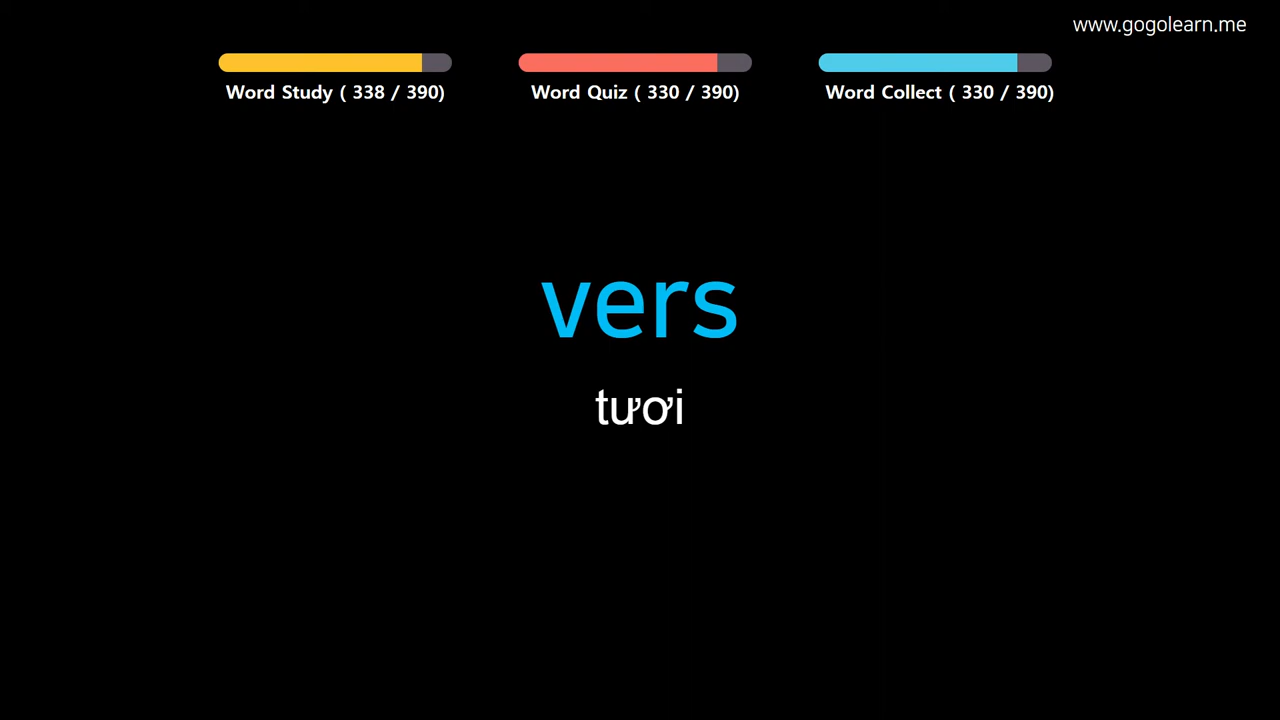 www.gogolearn.me
Word Study ( 338 / 390)
Word Quiz ( 330 / 390)
Word Collect ( 330 / 390)
vers
tươi